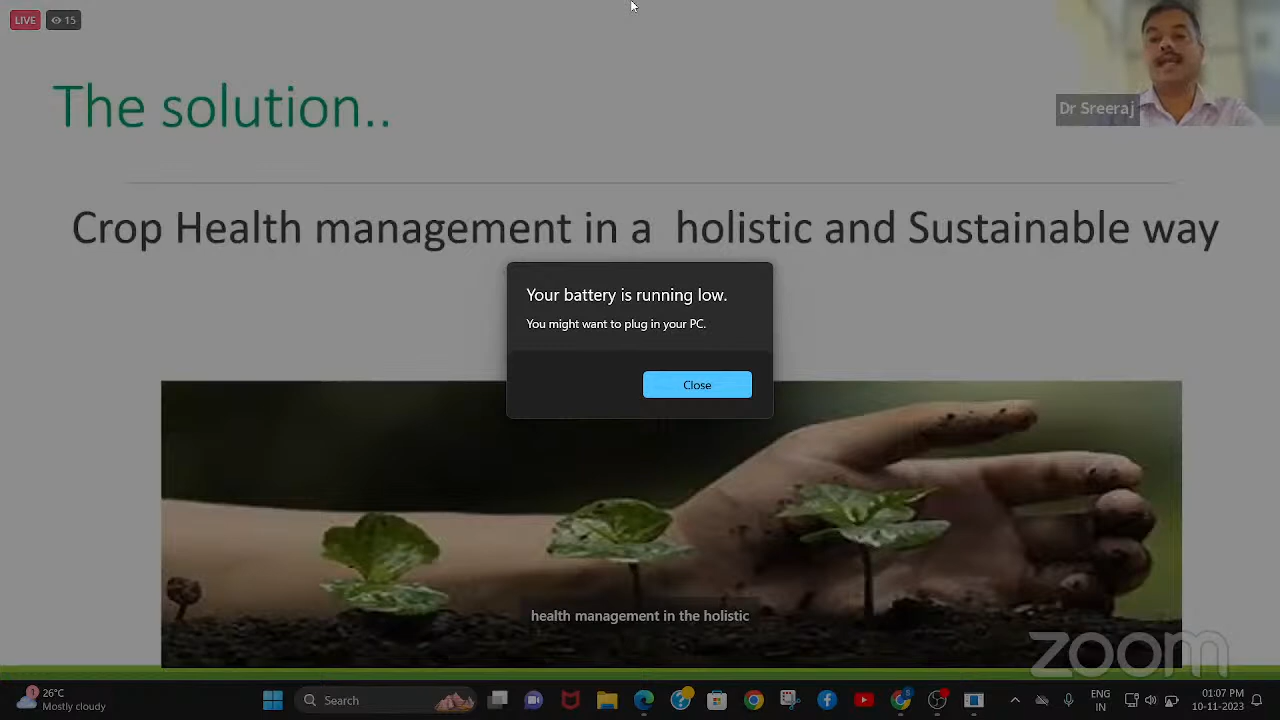 LIVE 15
The solution..
Dr Sreeraj
Crop Health management in a  holistic and Sustainable way
Your battery is running low.
You might want to plug in your PC.
Close
health management in the holistic
zoom
1
26°C
Mostly cloudy
Search
5
ENG
IN
01:07 PM
10-11-2023